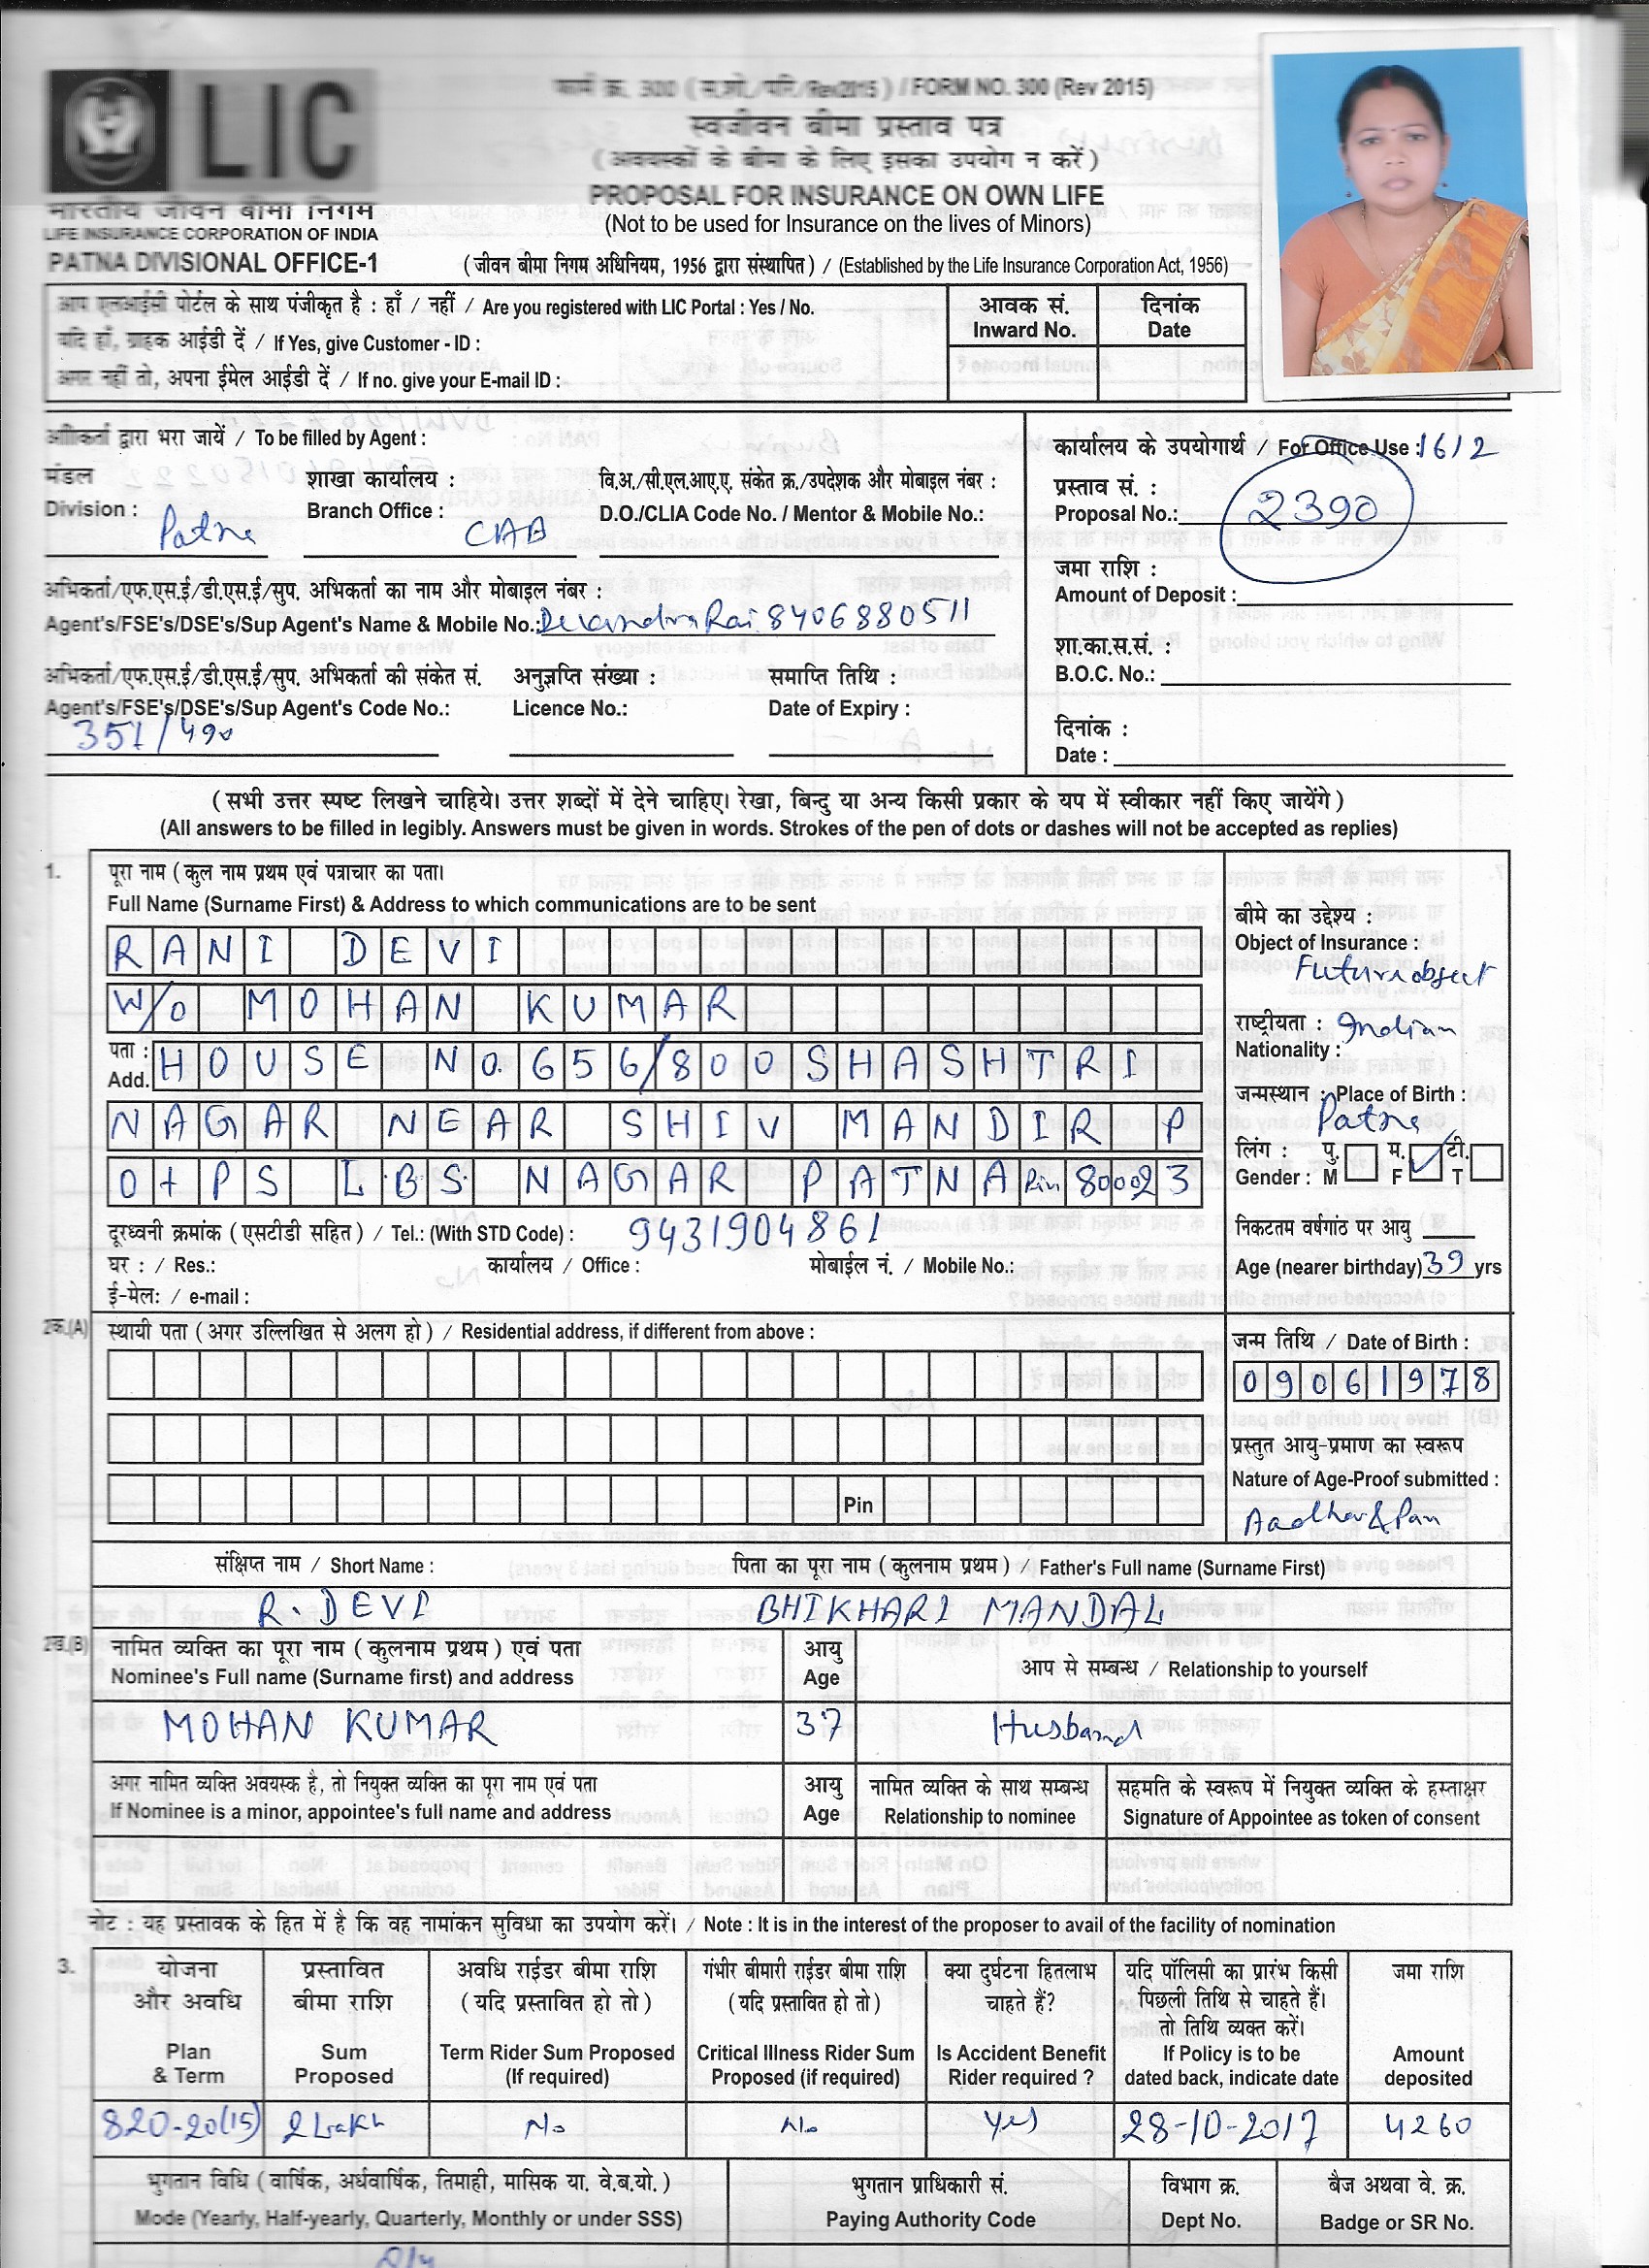 LIC
भारतीय जीवन बीमा निगम
LIFE INSURANCE CORPORATION OF INDIA
PATNA DIVISIONAL OFFICE-1
फार्म क्र. 300 ( स.शो./परि./Rev2015 ) / FORM NO. 300 (Rev 2015)
स्वजीवन बीमा प्रस्ताव पत्र
( अवयस्कों के बीमा के लिए इसका उपयोग न करें )
PROPOSAL FOR INSURANCE ON OWN LIFE
(Not to be used for Insurance on the lives of Minors)
( जीवन बीमा निगम अधिनियम, 1956 द्वारा संस्थापित ) / (Established by the Life Insurance Corporation Act, 1956)
आप एलआईसी पोर्टल के साथ पंजीकृत है : हाँ / नहीं / Are you registered with LIC Portal : Yes / No.
यदि हाँ, ग्राहक आईडी दें / If Yes, give Customer - ID :
अगर नहीं तो, अपना ईमेल आईडी दें / If no. give your E-mail ID :
आवक सं. दिनांक
Inward No. Date
द्वारा भरा जायें / To be filled by Agent :
मंडल शाखा कार्यालय : वि.अ./सी.एल.आए.ए. संकेत क्र./उपदेशक और मोबाइल नंबर :
Division : Branch Office : D.O./CLIA Code No. / Mentor & Mobile No.:
Patna CAB
अभिकर्ता/एफ.एस.ई/डी.एस.ई/सुप. अभिकर्ता का नाम और मोबाइल नंबर :
Agent's/FSE's/DSE's/Sup Agent's Name & Mobile No.: Devendra Rai 8406880511
अभिकर्ता/एफ.एस.ई/डी.एस.ई/सुप. अभिकर्ता की संकेत सं. अनुज्ञप्ति संख्या : समाप्ति तिथि :
Agent's/FSE's/DSE's/Sup Agent's Code No.: Licence No.: Date of Expiry :
351/490
कार्यालय के उपयोगार्थ / For Office Use : 1612
प्रस्ताव सं. :
Proposal No.: 2390
जमा राशि :
Amount of Deposit :
शा.का.स.सं. :
B.O.C. No.:
दिनांक :
Date :
( सभी उत्तर स्पष्ट लिखने चाहिये। उत्तर शब्दों में देने चाहिए। रेखा, बिन्दु या अन्य किसी प्रकार के यप में स्वीकार नहीं किए जायेंगे )
(All answers to be filled in legibly. Answers must be given in words. Strokes of the pen of dots or dashes will not be accepted as replies)
1. पूरा नाम ( कुल नाम प्रथम एवं पत्राचार का पता।
Full Name (Surname First) & Address to which communications are to be sent
RANI DEVI
W/O MOHAN KUMAR
पता :
Add. HOUSE NO. 656/800 SHASHTRI
NAGAR NEAR SHIV MANDIR P
O+PS L.B.S. NAGAR PATNA Pin 800023
दूरध्वनी क्रमांक ( एसटीडी सहित ) / Tel.: (With STD Code) : 9431904861
घर : / Res.: कार्यालय / Office : मोबाईल नं. / Mobile No.:
ई-मेल: / e-mail :
बीमे का उद्देश्य :
Object of Insurance :
Future object
राष्ट्रीयता : Indian
Nationality :
जन्मस्थान : Place of Birth :
Patna
लिंग : पु. म. टी.
Gender : M F ✓ T
निकटतम वर्षगांठ पर आयु
Age (nearer birthday) 39 yrs
2क.(A) स्थायी पता ( अगर उल्लिखित से अलग हो ) / Residential address, if different from above :
Pin
जन्म तिथि / Date of Birth :
09061978
प्रस्तुत आयु-प्रमाण का स्वरूप
Nature of Age-Proof submitted :
Aadhar & Pan
संक्षिप्त नाम / Short Name : पिता का पूरा नाम ( कुलनाम प्रथम ) / Father's Full name (Surname First)
R. DEVI BHIKHARI MANDAL
2ख.(B) नामित व्यक्ति का पूरा नाम ( कुलनाम प्रथम ) एवं पता आयु आप से सम्बन्ध / Relationship to yourself
Nominee's Full name (Surname first) and address Age
MOHAN KUMAR 37 Husband
अगर नामित व्यक्ति अवयस्क है, तो नियुक्त व्यक्ति का पूरा नाम एवं पता आयु नामित व्यक्ति के साथ सम्बन्ध सहमति के स्वरूप में नियुक्त व्यक्ति के हस्ताक्षर
If Nominee is a minor, appointee's full name and address Age Relationship to nominee Signature of Appointee as token of consent
नोट : यह प्रस्तावक के हित में है कि वह नामांकन सुविधा का उपयोग करें। / Note : It is in the interest of the proposer to avail of the facility of nomination
3. योजना और अवधि प्रस्तावित बीमा राशि अवधि राईडर बीमा राशि ( यदि प्रस्तावित हो तो ) गंभीर बीमारी राईडर बीमा राशि ( यदि प्रस्तावित हो तो ) क्या दुर्घटना हितलाभ चाहते हैं? यदि पॉलिसी का प्रारंभ किसी पिछली तिथि से चाहते हैं। तो तिथि व्यक्त करें। जमा राशि
Plan & Term Sum Proposed Term Rider Sum Proposed (If required) Critical Illness Rider Sum Proposed (if required) Is Accident Benefit Rider required ? If Policy is to be dated back, indicate date Amount deposited
820-20(15) 2 Lakh No No Yes 28-10-2017 4260
भुगतान विधि ( वार्षिक, अर्धवार्षिक, तिमाही, मासिक या. वे.ब.यो. ) भुगतान प्राधिकारी सं. विभाग क्र. बैज अथवा वे. क्र.
Mode (Yearly, Half-yearly, Quarterly, Monthly or under SSS) Paying Authority Code Dept No. Badge or SR No.